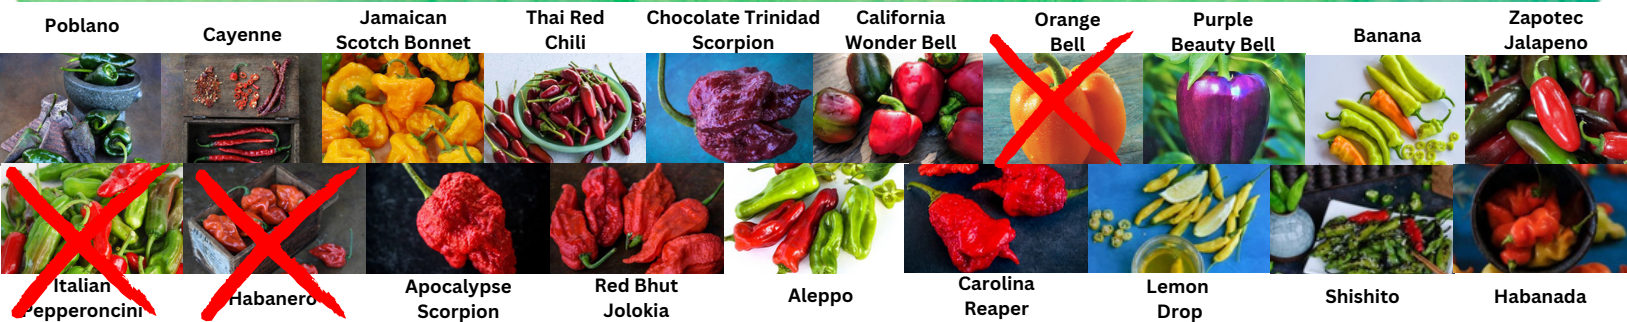 Poblano
Cayenne
Jamaican
Scotch Bonnet
Thai Red
Chili
Chocolate Trinidad
Scorpion
California
Wonder Bell
Orange
Bell
Purple
Beauty Bell
Banana
Zapotec
Jalapeno
Italian
Pepperoncini
Habanero
Apocalypse
Scorpion
Red Bhut
Jolokia
Aleppo
Carolina
Reaper
Lemon
Drop
Shishito
Habanada